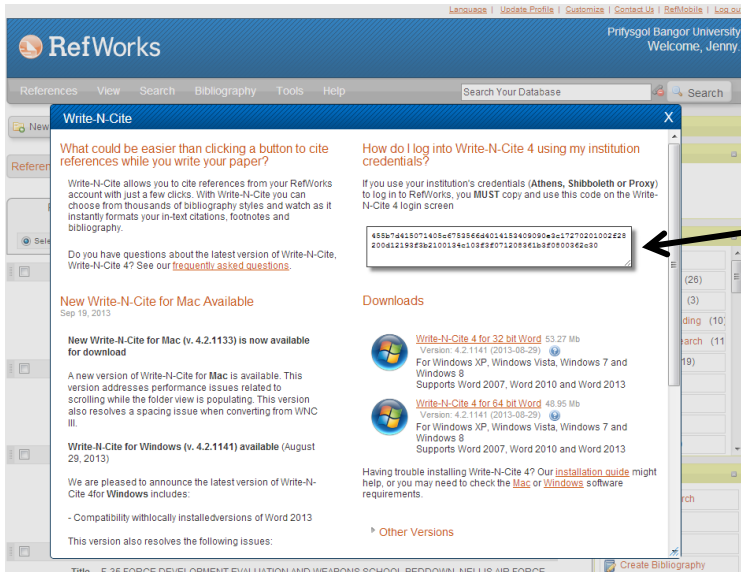 Language | Update Profile | Customize | Contact Us | RefMobile | Log out
RefWorks
Prifysgol Bangor University
Welcome, Jenny.
References View Search Bibliography Tools Help
Search Your Database
Search
New
Write-N-Cite
X
What could be easier than clicking a button to cite
references while you write your paper?
Write-N-Cite allows you to cite references from your RefWorks
account with just a few clicks. With Write-N-Cite you can
choose from thousands of bibliography styles and watch as it
instantly formats your in-text citations, footnotes and
bibliography.
Do you have questions about the latest version of Write-N-Cite,
Write-N-Cite 4? See our frequently asked questions.
New Write-N-Cite for Mac Available
Sep 19, 2013
New Write-N-Cite for Mac (v. 4.2.1133) is now available
for download
A new version of Write-N-Cite for Mac is available. This
version addresses performance issues related to
scrolling while the folder view is populating. This version
also resolves a spacing issue when converting from WNC
III.
Write-N-Cite for Windows (v. 4.2.1141) available (August
29, 2013)
We are pleased to announce the latest version of Write-N-
Cite 4for Windows includes:
- Compatibility withlocally installedversions of Word 2013
This version also resolves the following issues:
How do I log into Write-N-Cite 4 using my institution
credentials?
If you use your institution's credentials (Athens, Shibboleth or Proxy)
to log in to RefWorks, you MUST copy and use this code on the Write-
N-Cite 4 login screen
Downloads
Write-N-Cite 4 for 32 bit Word 53.27 Mb
Version: 4.2.1141 (2013-08-29)
For Windows XP, Windows Vista, Windows 7 and
Windows 8
Supports Word 2007, Word 2010 and Word 2013
Write-N-Cite 4 for 64 bit Word 48.95 Mb
Version: 4.2.1141 (2013-08-29)
For Windows XP, Windows Vista, Windows 7 and
Windows 8
Supports Word 2007, Word 2010 and Word 2013
Having trouble installing Write-N-Cite 4? Our installation guide might
help, or you may need to check the Mac or Windows software
requirements.
Other Versions
(26)
(3)
ding (10)
earch (11
19)
rch
Create Bibliography